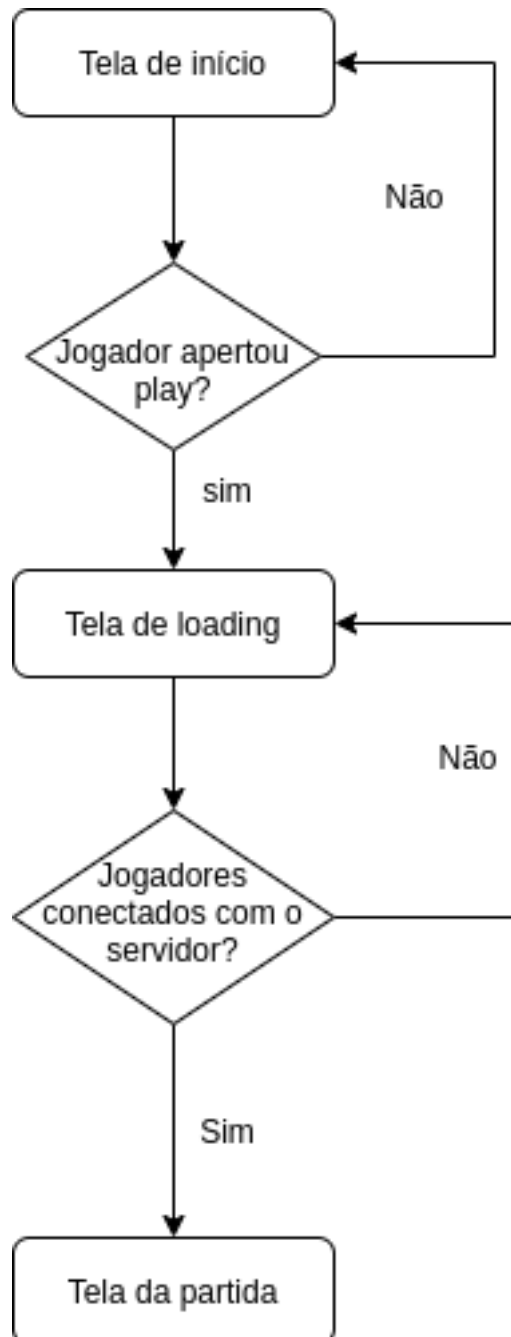 Tela de início
Não
Jogador apertou
play?
sim
Tela de loading
Não
Jogadores
conectados com o
servidor?
Sim
Tela da partida